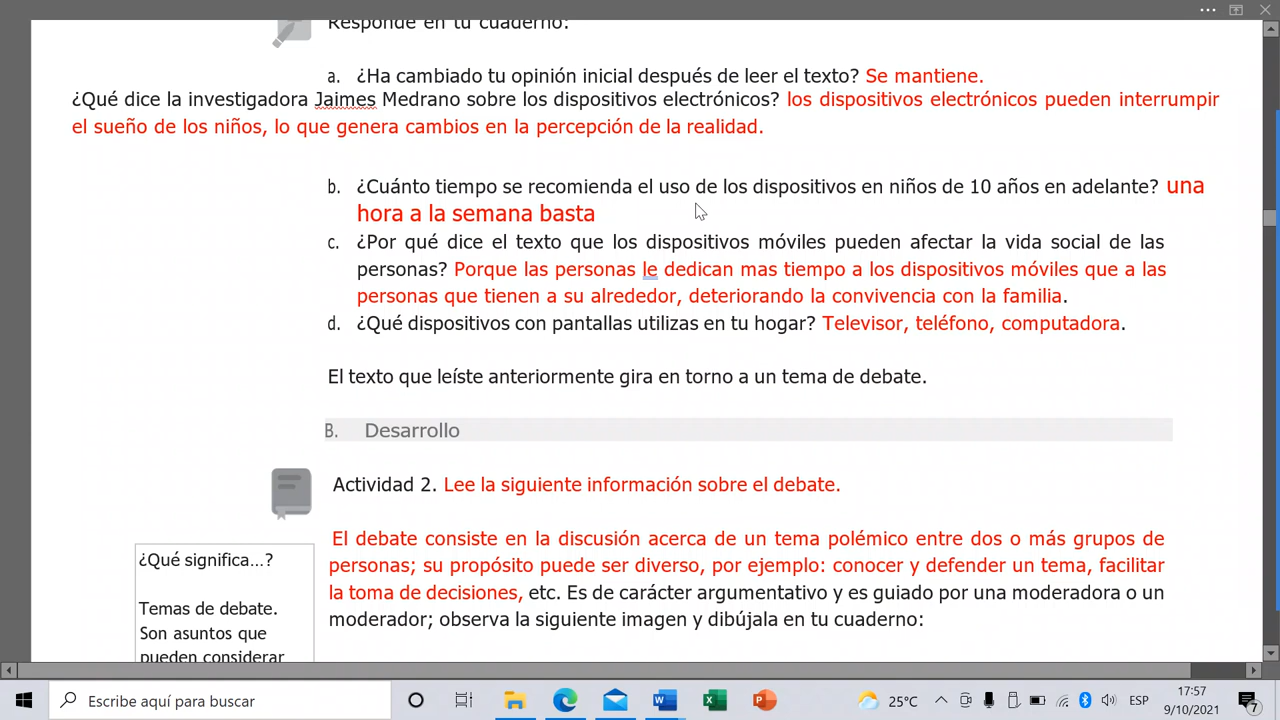 Responde en tu cuaderno:
a. ¿Ha cambiado tu opinión inicial después de leer el texto? Se mantiene.
¿Qué dice la investigadora Jaimes Medrano sobre los dispositivos electrónicos? los dispositivos electrónicos pueden interrumpir
el sueño de los niños, lo que genera cambios en la percepción de la realidad.
b. ¿Cuánto tiempo se recomienda el uso de los dispositivos en niños de 10 años en adelante? una
hora a la semana basta
c. ¿Por qué dice el texto que los dispositivos móviles pueden afectar la vida social de las
personas? Porque las personas le dedican mas tiempo a los dispositivos móviles que a las
personas que tienen a su alrededor, deteriorando la convivencia con la familia.
d. ¿Qué dispositivos con pantallas utilizas en tu hogar? Televisor, teléfono, computadora.
El texto que leíste anteriormente gira en torno a un tema de debate.
B. Desarrollo
Actividad 2. Lee la siguiente información sobre el debate.
El debate consiste en la discusión acerca de un tema polémico entre dos o más grupos de
personas; su propósito puede ser diverso, por ejemplo: conocer y defender un tema, facilitar
la toma de decisiones, etc. Es de carácter argumentativo y es guiado por una moderadora o un
moderador; observa la siguiente imagen y dibújala en tu cuaderno:
¿Qué significa...?
Temas de debate.
Son asuntos que
pueden considerar
Escribe aquí para buscar
25°C
ESP
17:57
9/10/2021
7